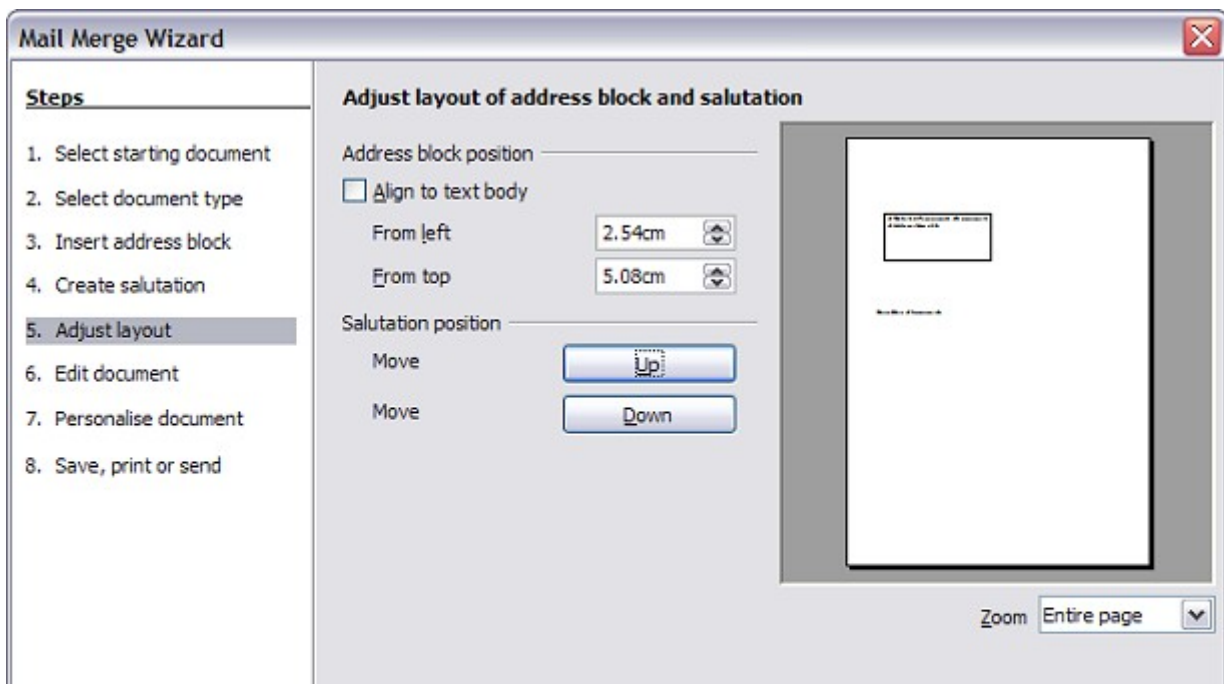 Mail Merge Wizard
Steps
1. Select starting document
2. Select document type
3. Insert address block
4. Create salutation
5. Adjust layout
6. Edit document
7. Personalise document
8. Save, print or send
Adjust layout of address block and salutation
Address block position
Align to text body
From left 2.54cm
From top 5.08cm
Salutation position
Move Up
Move Down
Zoom Entire page